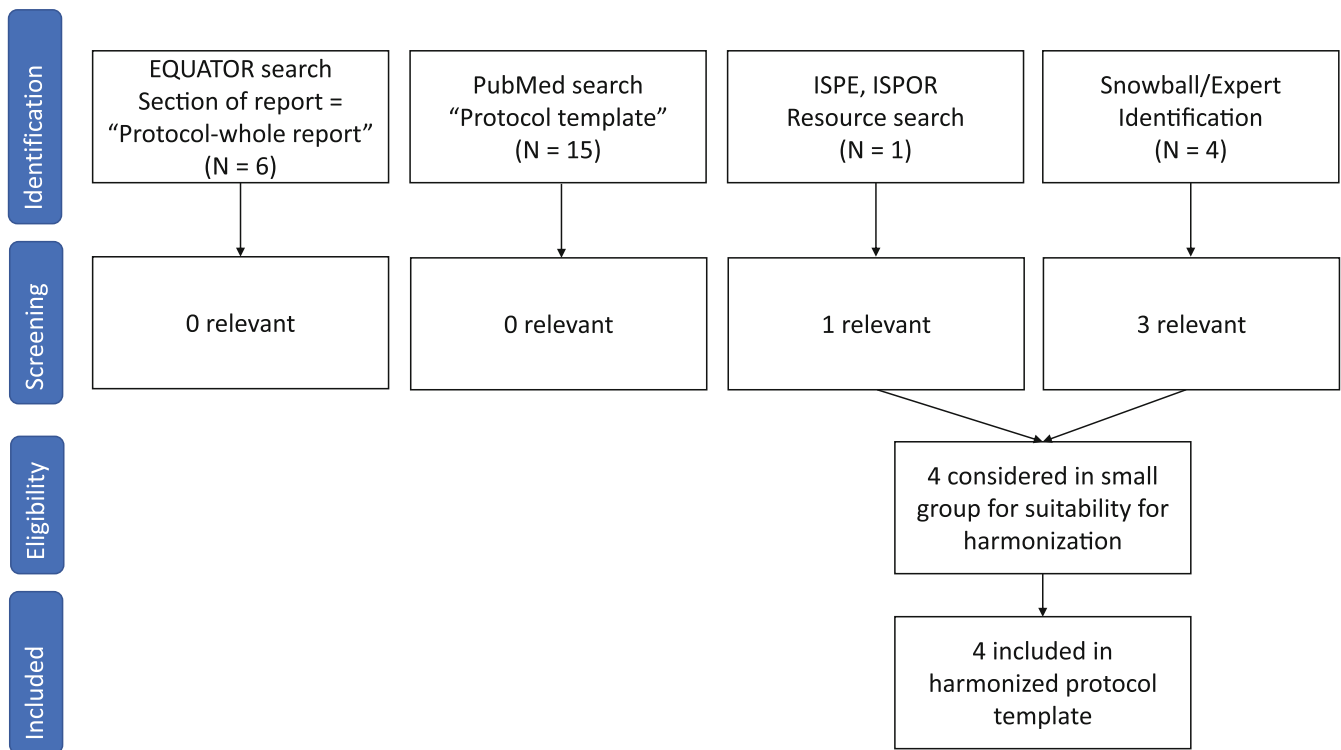 Identification
EQUATOR search
Section of report =
“Protocol-whole report”
(N = 6)
PubMed search
“Protocol template”
(N = 15)
ISPE, ISPOR
Resource search
(N = 1)
Snowball/Expert
Identification
(N = 4)
Screening
0 relevant
0 relevant
1 relevant
3 relevant
Eligibility
4 considered in small
group for suitability for
harmonization
Included
4 included in
harmonized protocol
template